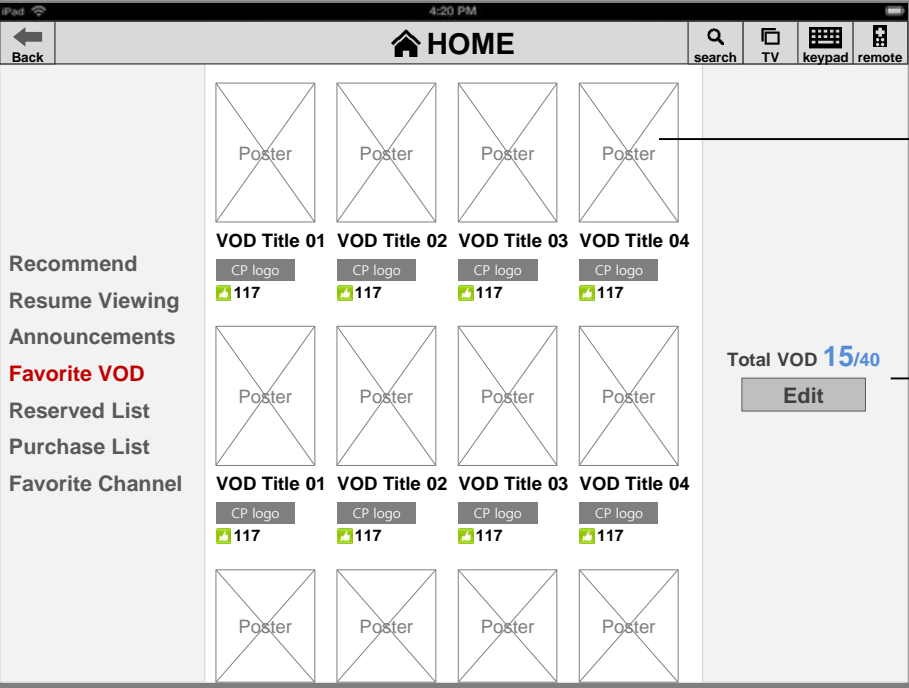 iPad 4:20 PM
Back HOME search TV keypad remote
Poster Poster Poster Poster
VOD Title 01 VOD Title 02 VOD Title 03 VOD Title 04
CP logo CP logo CP logo CP logo
117 117 117 117
Recommend
Resume Viewing
Announcements
Favorite VOD
Reserved List
Purchase List
Favorite Channel
Poster Poster Poster Poster
VOD Title 01 VOD Title 02 VOD Title 03 VOD Title 04
CP logo CP logo CP logo CP logo
117 117 117 117
Poster Poster Poster Poster
Total VOD 15/40
Edit